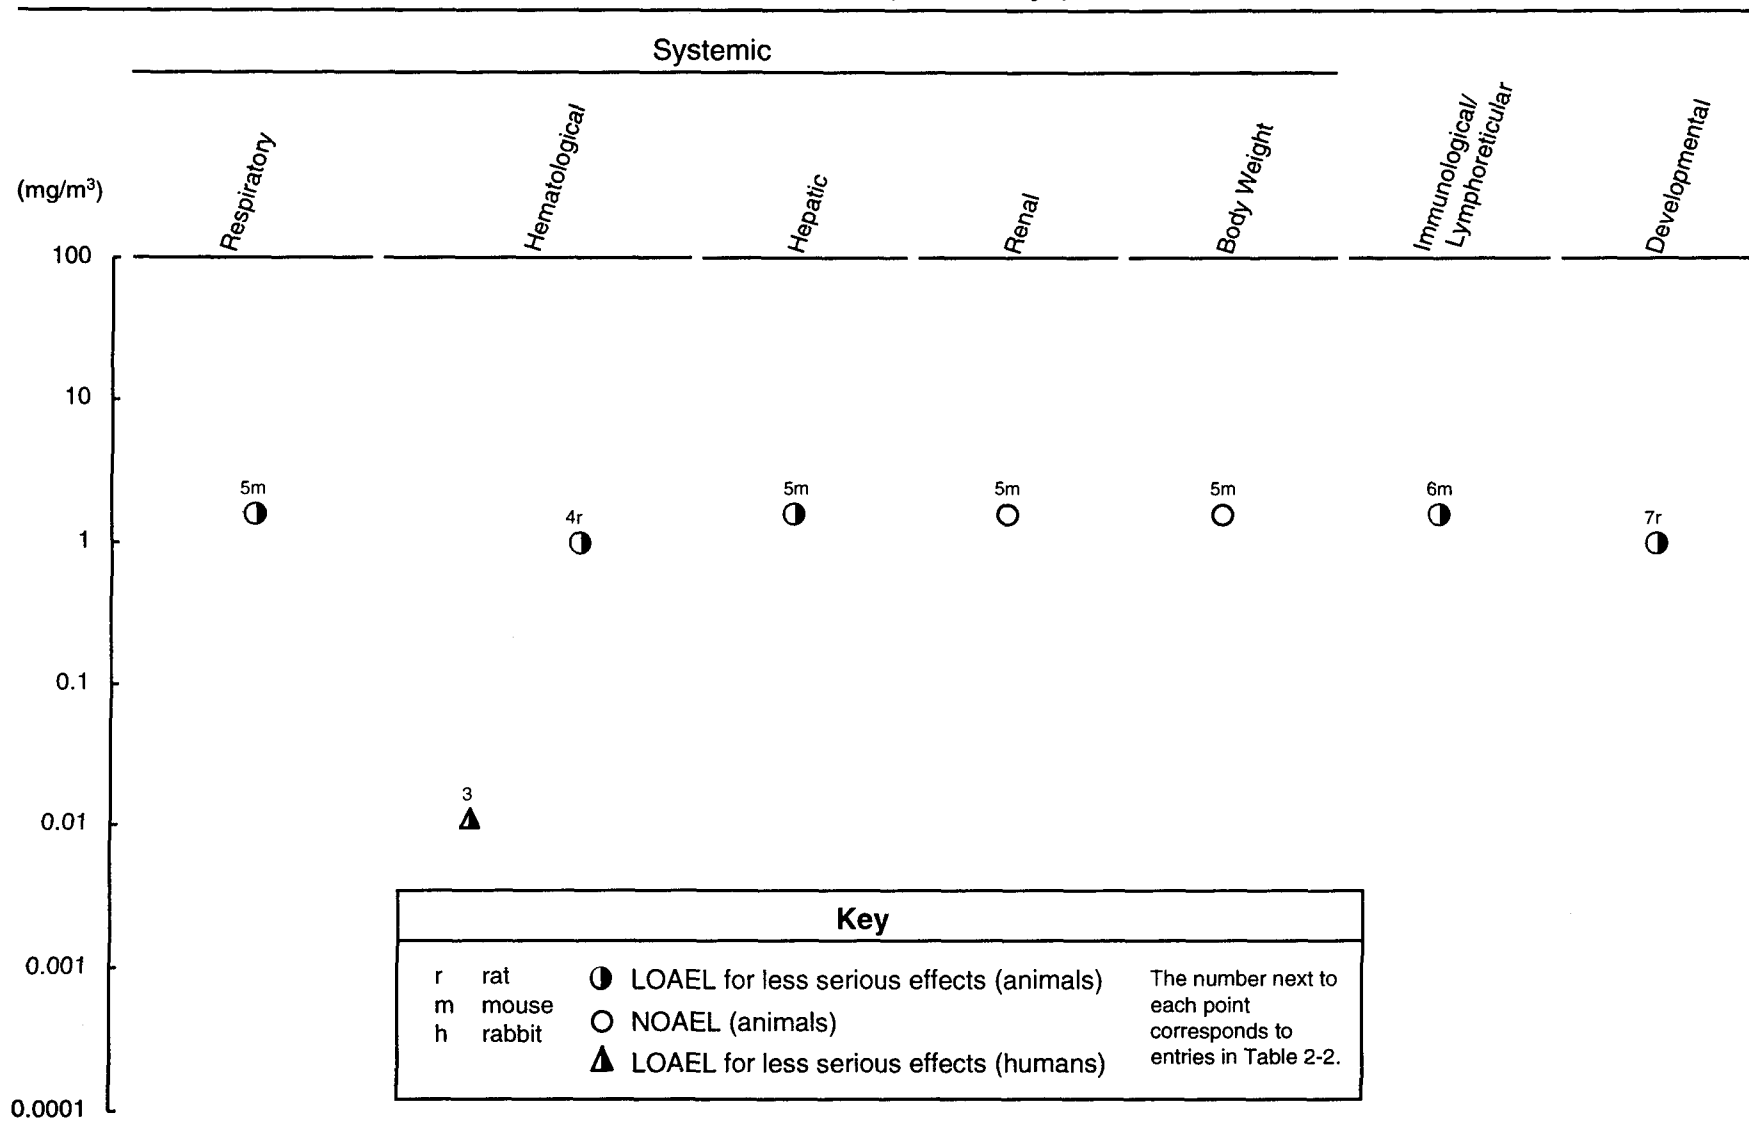 Systemic
(mg/m³)
Respiratory
Hematological
Hepatic
Renal
Body Weight
Immunological/
Lymphoreticular
Developmental
100
10
1
0.1
0.01
0.001
0.0001
5m
4r
5m
5m
5m
6m
7r
3
Key
r rat
m mouse
h rabbit
LOAEL for less serious effects (animals)
NOAEL (animals)
LOAEL for less serious effects (humans)
The number next to
each point
corresponds to
entries in Table 2-2.